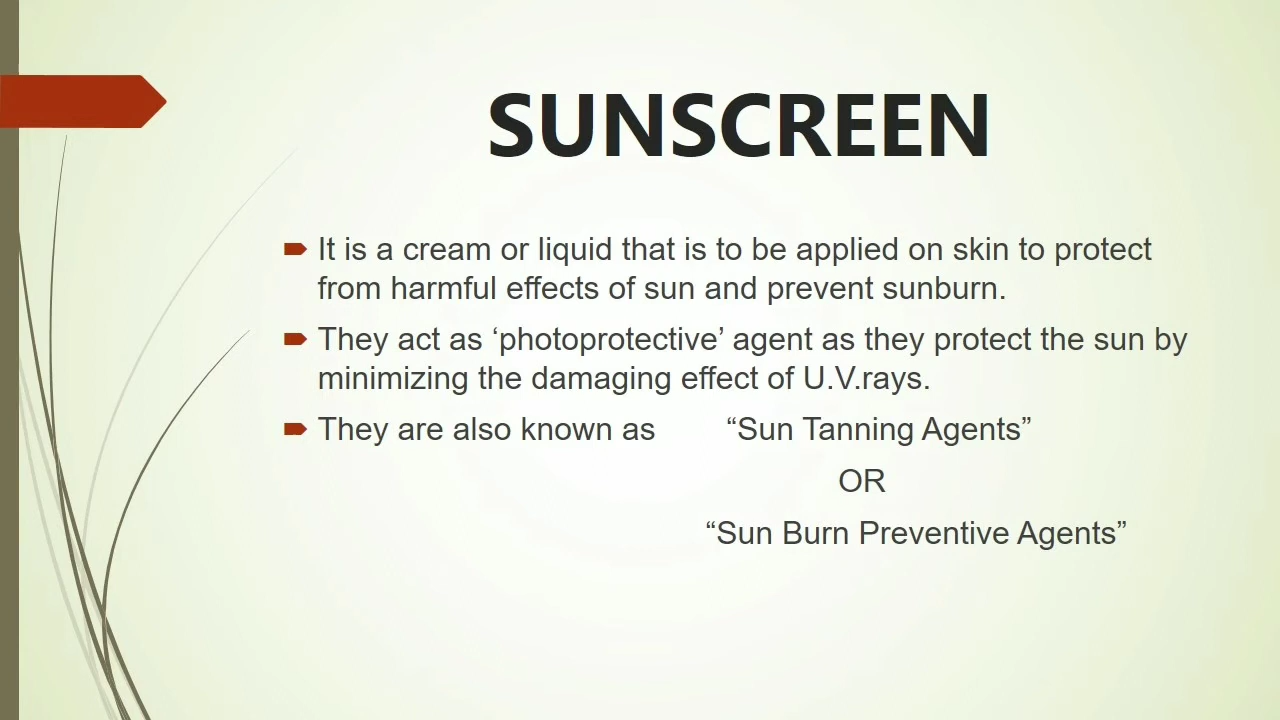 SUNSCREEN
It is a cream or liquid that is to be applied on skin to protect
from harmful effects of sun and prevent sunburn.
They act as ‘photoprotective’ agent as they protect the sun by
minimizing the damaging effect of U.V.rays.
They are also known as “Sun Tanning Agents”
OR
“Sun Burn Preventive Agents”